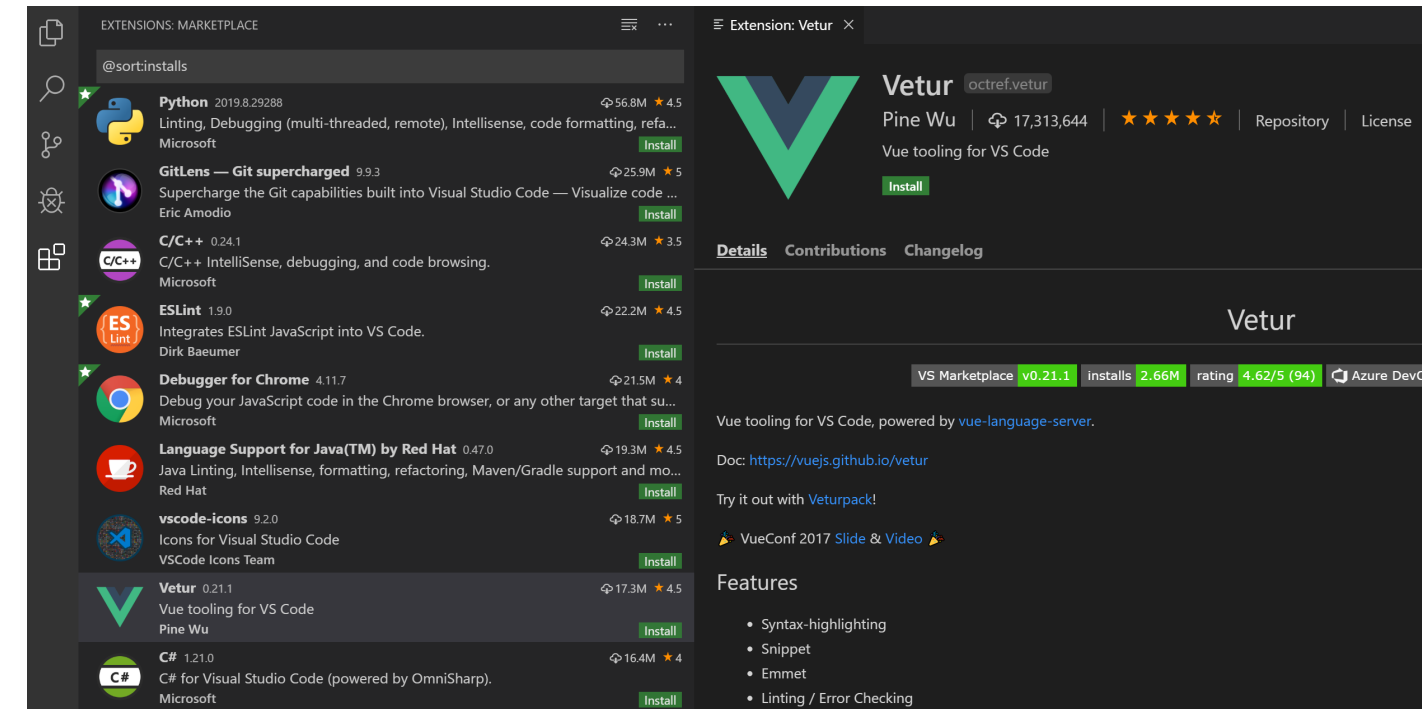 EXTENSIONS: MARKETPLACE
@sort:installs
Python 2019.8.29288 56.8M 4.5
Linting, Debugging (multi-threaded, remote), Intellisense, code formatting, refa...
Microsoft Install
GitLens — Git supercharged 9.9.3 25.9M 5
Supercharge the Git capabilities built into Visual Studio Code — Visualize code ...
Eric Amodio Install
C/C++
C/C++ 0.24.1 24.3M 3.5
C/C++ IntelliSense, debugging, and code browsing.
Microsoft Install
ES
Lint
ESLint 1.9.0 22.2M 4.5
Integrates ESLint JavaScript into VS Code.
Dirk Baeumer Install
Debugger for Chrome 4.11.7 21.5M 4
Debug your JavaScript code in the Chrome browser, or any other target that su...
Microsoft Install
Language Support for Java(TM) by Red Hat 0.47.0 19.3M 4.5
Java Linting, Intellisense, formatting, refactoring, Maven/Gradle support and mo...
Red Hat Install
vscode-icons 9.2.0 18.7M 5
Icons for Visual Studio Code
VSCode Icons Team Install
Vetur 0.21.1 17.3M 4.5
Vue tooling for VS Code
Pine Wu Install
C#
C# 1.21.0 16.4M 4
C# for Visual Studio Code (powered by OmniSharp).
Microsoft Install
Extension: Vetur
Vetur octref.vetur
Pine Wu 17,313,644 Repository License
Vue tooling for VS Code
Install
Details Contributions Changelog
Vetur
VS Marketplace v0.21.1 installs 2.66M rating 4.62/5 (94) Azure DevO
Vue tooling for VS Code, powered by vue-language-server.
Doc: https://vuejs.github.io/vetur
Try it out with Veturpack!
🎉 VueConf 2017 Slide & Video 🎉
Features
• Syntax-highlighting
• Snippet
• Emmet
• Linting / Error Checking